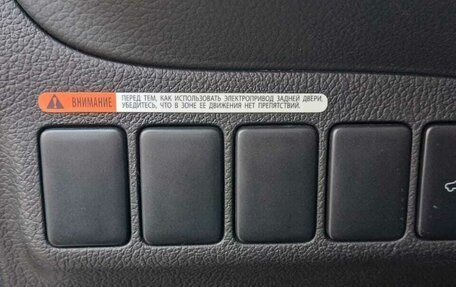 ВНИМАНИЕ
ПЕРЕД ТЕМ, КАК ИСПОЛЬЗОВАТЬ ЭЛЕКТРОПРИВОД ЗАДНЕЙ ДВЕРИ,
УБЕДИТЕСЬ, ЧТО В ЗОНЕ ЕЕ ДВИЖЕНИЯ НЕТ ПРЕПЯТСТВИЙ.